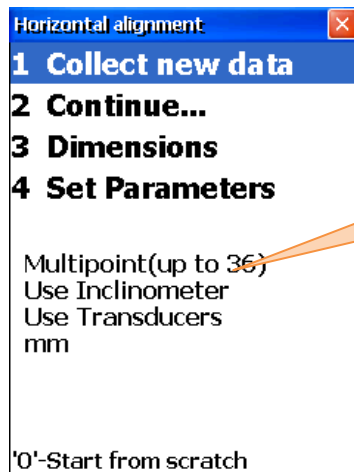 Horizontal alignment
1 Collect new data
2 Continue...
3 Dimensions
4 Set Parameters
Multipoint(up to 36)
Use Inclinometer
Use Transducers
mm
'0'-Start from scratch